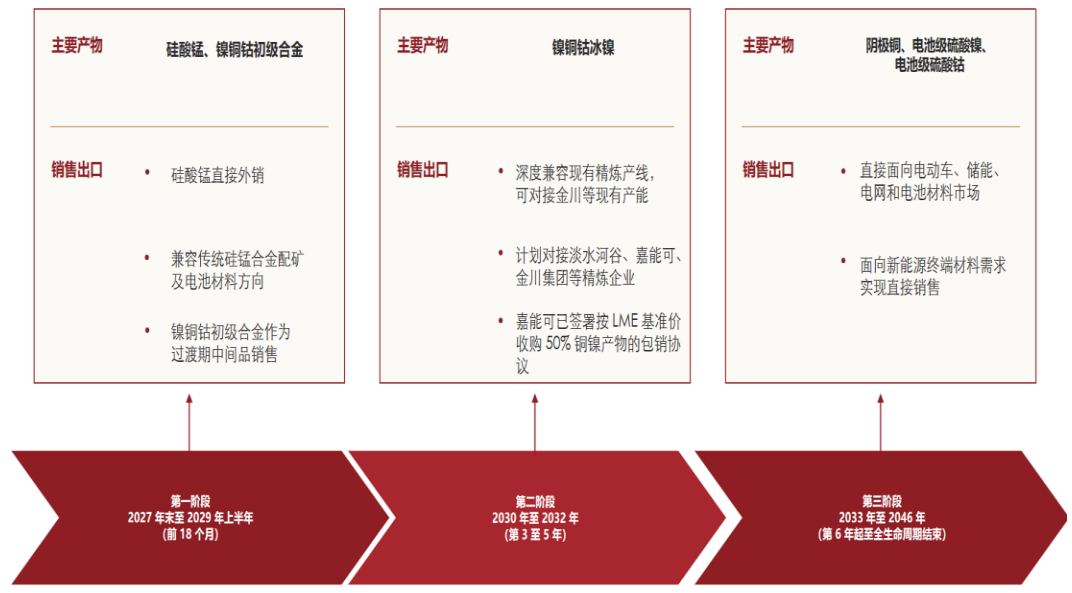 主要产物
硅酸锰、镍铜钴初级合金
销售出口
• 硅酸锰直接外销
• 兼容传统硅锰合金配矿
及电池材料方向
• 镍铜钴初级合金作为
过渡期中间品销售
主要产物
镍铜钴冰镍
销售出口
• 深度兼容现有精炼产线，
可对接金川等现有产能
• 计划对接淡水河谷、嘉能可、
金川集团等精炼企业
• 嘉能可已签署按 LME 基准价
收购 50% 铜镍产物的包销协
议
主要产物
阴极铜、电池级硫酸镍、
电池级硫酸钴
销售出口
• 直接面向电动车、储能、
电网和电池材料市场
• 面向新能源终端材料需求
实现直接销售
第一阶段
2027 年末至 2029 年上半年
（前 18 个月）
第二阶段
2030 年至 2032 年
（第 3 至 5 年）
第三阶段
2033 年至 2046 年
（第 6 年起至全生命周期结束）